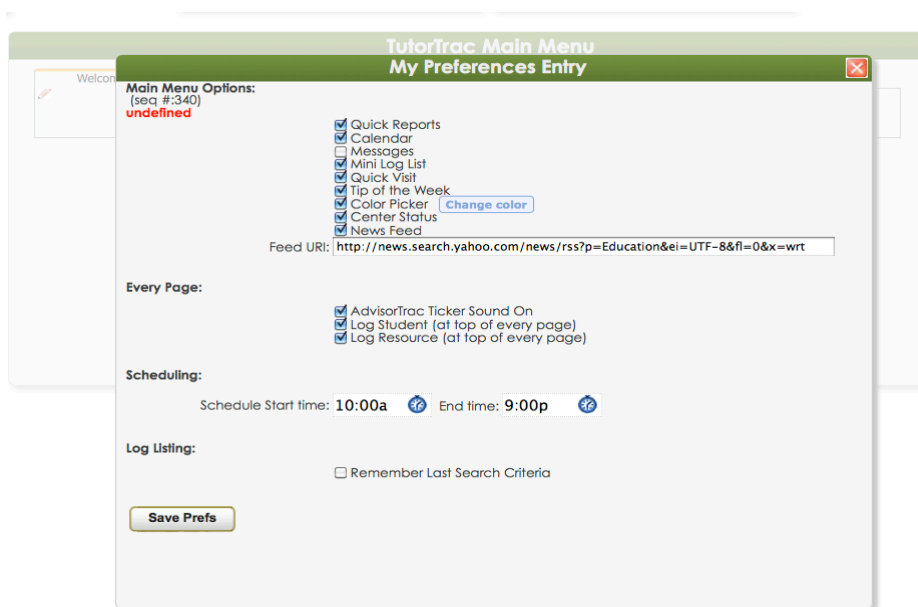 TutorTrac Main Menu
My Preferences Entry
Welcom
Main Menu Options:
(seq #:340)
undefined
Quick Reports
Calendar
Messages
Mini Log List
Quick Visit
Tip of the Week
Color Picker Change color
Center Status
News Feed
Feed URI: http://news.search.yahoo.com/news/rss?p=Education&ei=UTF-8&fl=0&x=wrt
Every Page:
AdvisorTrac Ticker Sound On
Log Student (at top of every page)
Log Resource (at top of every page)
Scheduling:
Schedule Start time: 10:00a End time: 9:00p
Log Listing:
Remember Last Search Criteria
Save Prefs